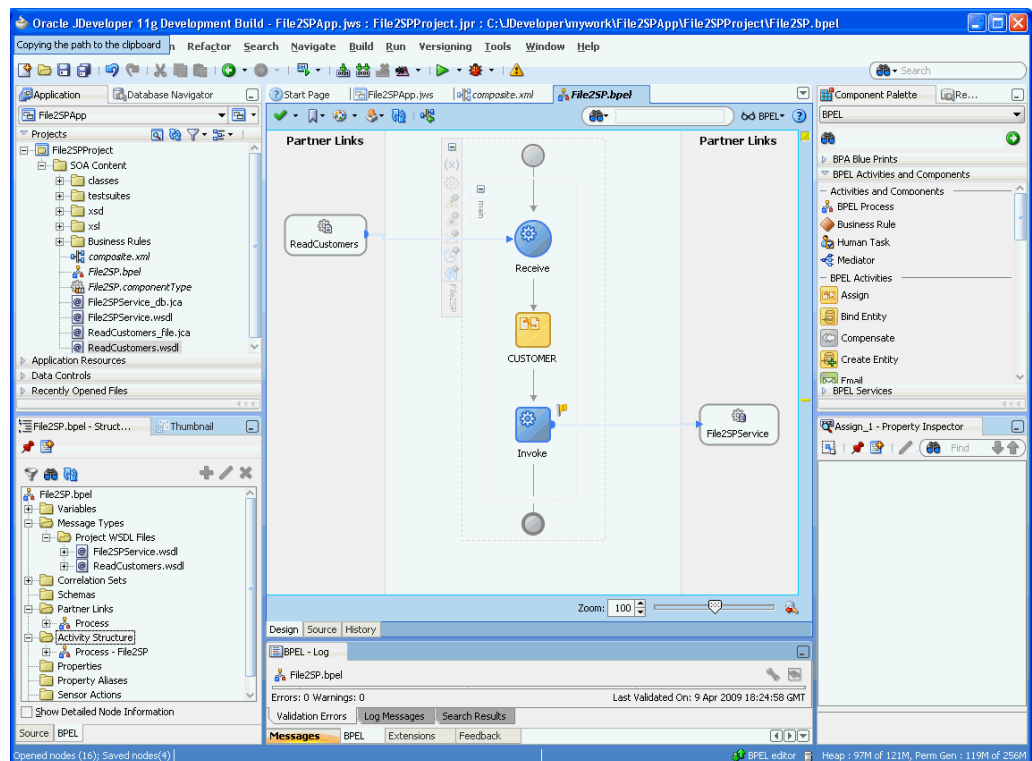 Oracle JDeveloper 11g Development Build - File2SPApp.jws : File2SPProject.jpr : C:\JDeveloper\mywork\File2SPApp\File2SPProject\File2SP.bpel
Copying the path to the clipboard
n Refactor Search Navigate Build Run Versioning Tools Window Help
Search
Application Database Navigator
File2SPApp
Projects
File2SPProject
SOA Content
classes
testsuites
xsd
xsl
Business Rules
composite.xml
File2SP.bpel
File2SP.componentType
File2SPService_db.jca
File2SPService.wsdl
ReadCustomers_file.jca
ReadCustomers.wsdl
Application Resources
Data Controls
Recently Opened Files
File2SP.bpel - Struct... Thumbnail
File2SP.bpel
Variables
Message Types
Project WSDL Files
File2SPService.wsdl
ReadCustomers.wsdl
Correlation Sets
Schemas
Partner Links
Process
Activity Structure
Process - File2SP
Properties
Property Aliases
Sensor Actions
Show Detailed Node Information
Source BPEL
Start Page File2SPApp.jws composite.xml File2SP.bpel
BPEL
Partner Links
Partner Links
(x)
main
ReadCustomers
Receive
File2SP
CUSTOMER
Invoke
File2SPService
Zoom: 100
Design Source History
BPEL - Log
File2SP.bpel
Errors: 0 Warnings: 0 Last Validated On: 9 Apr 2009 18:24:58 GMT
Validation Errors Log Messages Search Results
Messages BPEL Extensions Feedback
Component Palette Re...
BPEL
BPA Blue Prints
BPEL Activities and Components
Activities and Components
BPEL Process
Business Rule
Human Task
Mediator
BPEL Activities
Assign
Bind Entity
Compensate
Create Entity
Email
BPEL Services
Assign_1 - Property Inspector
Find
Opened nodes (16); Saved nodes(4) BPEL editor Heap : 97M of 121M, Perm Gen : 119M of 256M